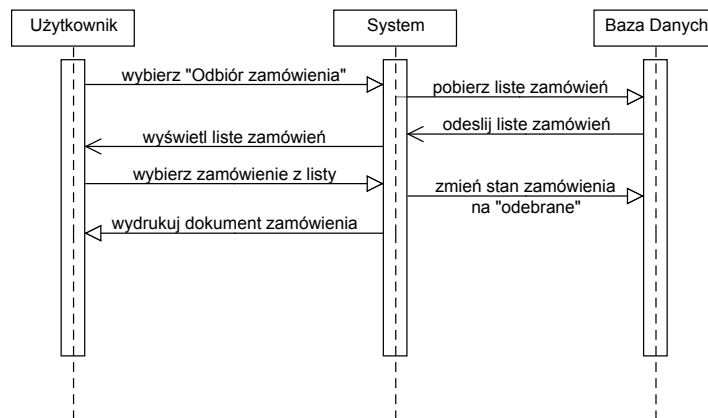 Użytkownik
System
Baza Danych
wybierz "Odbiór zamówienia"
pobierz liste zamówień
odeslij liste zamówień
wyświetl liste zamówień
wybierz zamówienie z listy
zmień stan zamówienia
na "odebrane"
wydrukuj dokument zamówienia